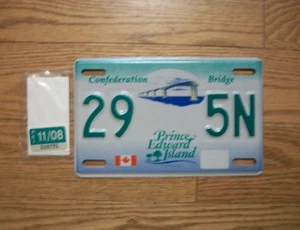 Confederation Bridge
29 5N
Prince
Edward
Island
11/08